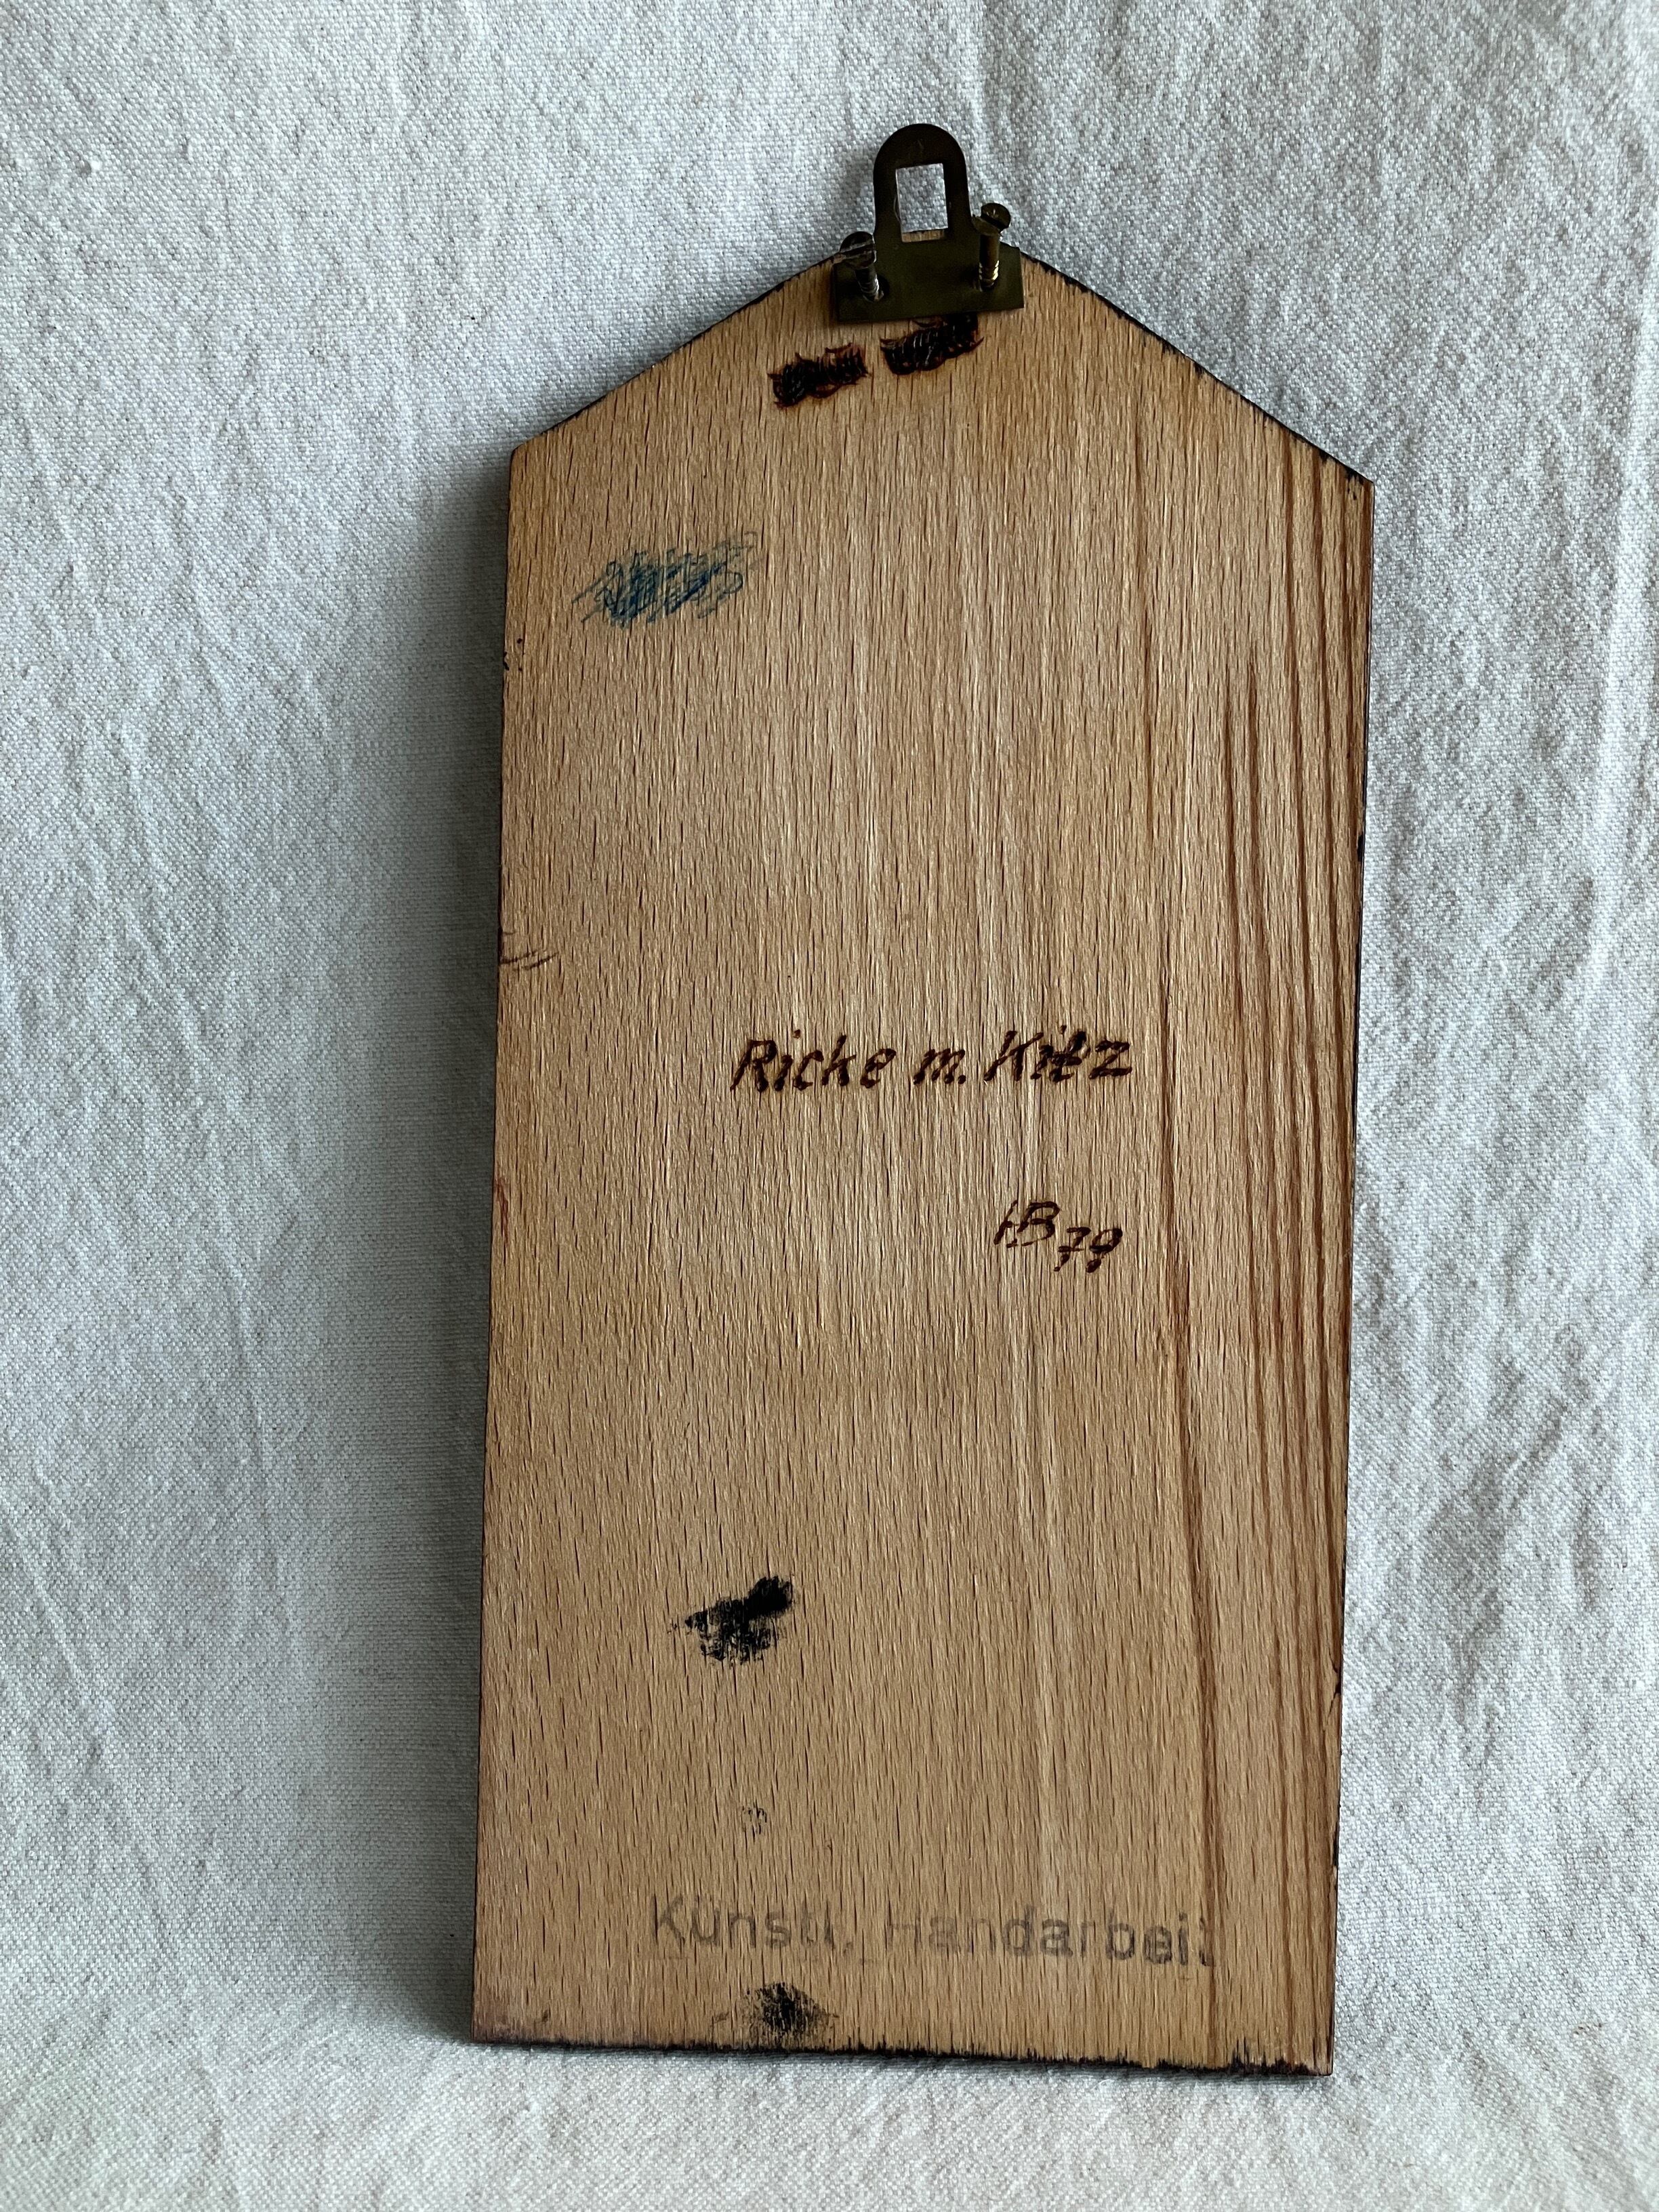 Ricke m. Kitz
HB 79
Künstl. Handarbeit